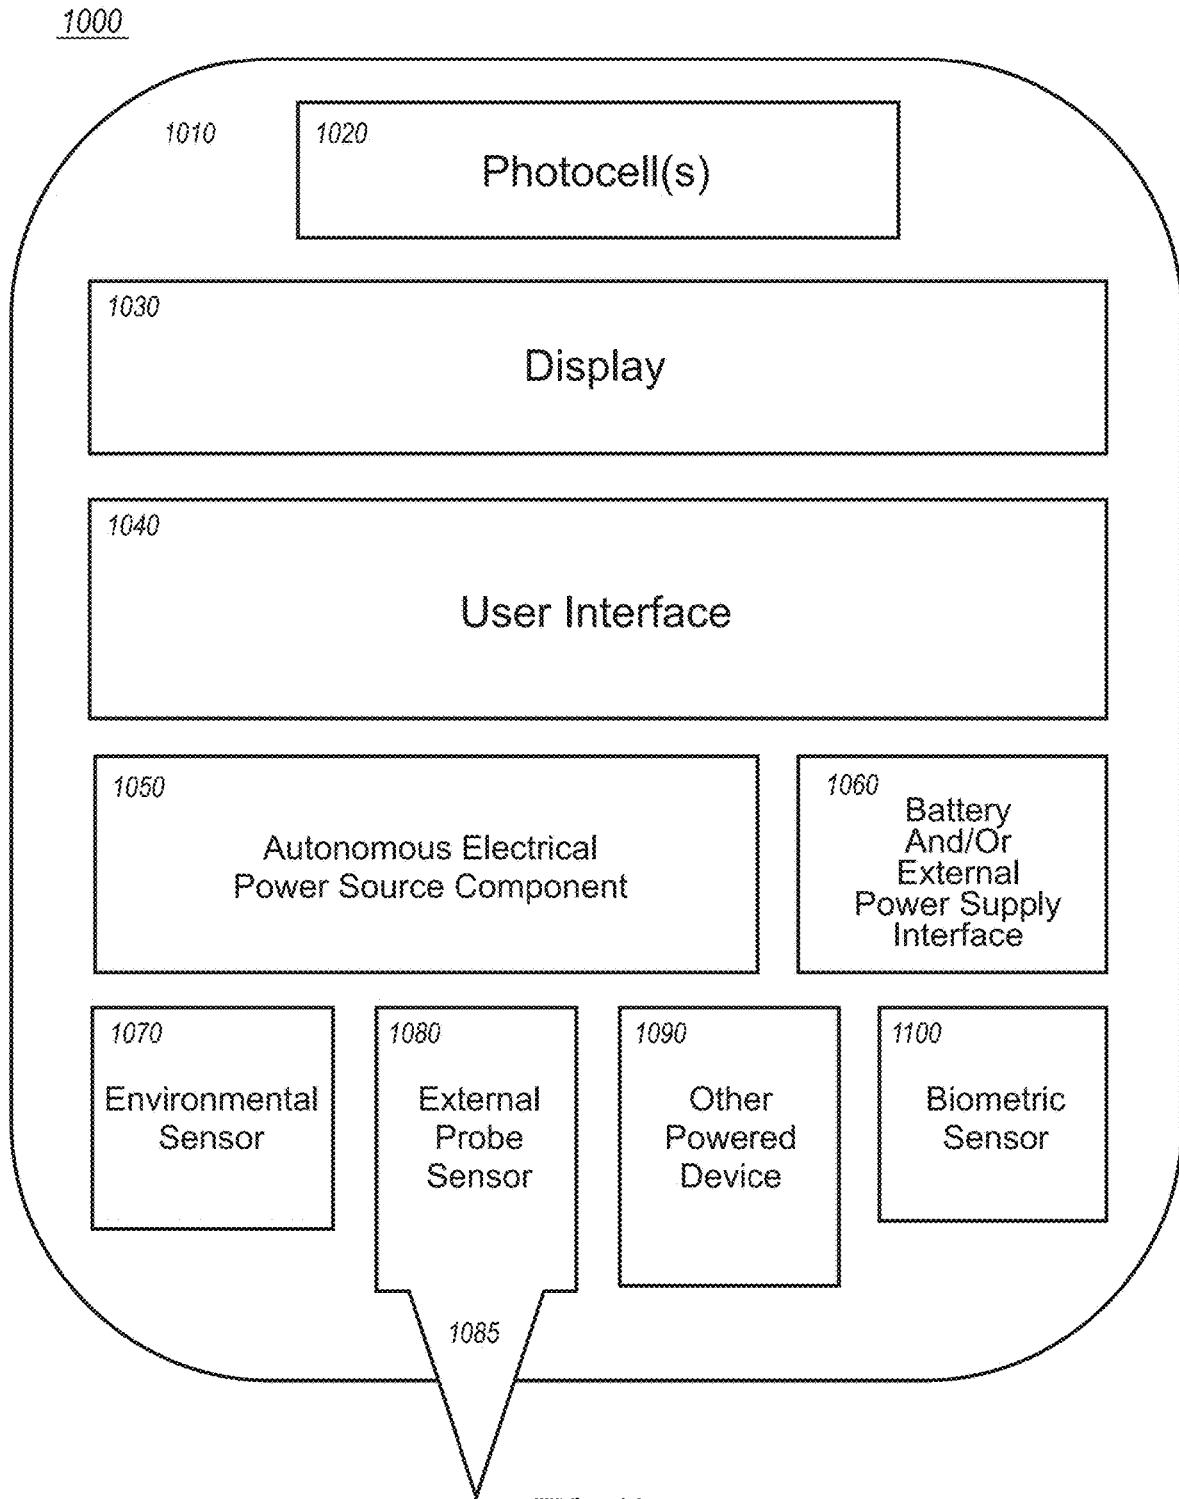 1000
1010
1020
Photocell(s)
1030
Display
1040
User Interface
1050
Autonomous Electrical
Power Source Component
1060
Battery
And/Or
External
Power Supply
Interface
1070
Environmental
Sensor
1080
External
Probe
Sensor
1085
1090
Other
Powered
Device
1100
Biometric
Sensor